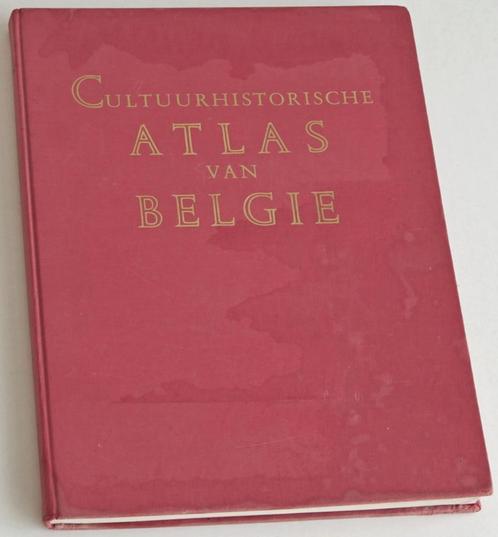 CULTUURHISTORISCHE
ATLAS
VAN
BELGIE